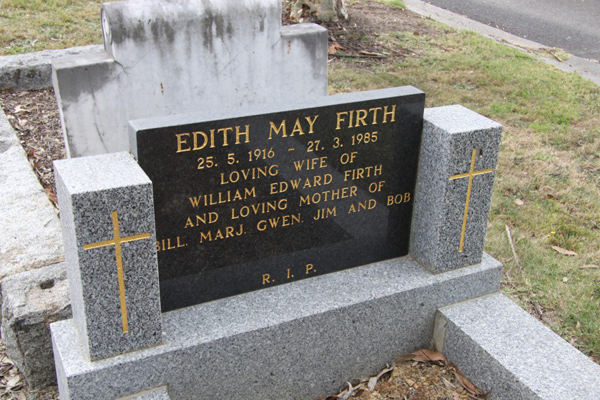 EDITH MAY FIRTH
25. 5. 1916 - 27. 3. 1985
LOVING WIFE OF
WILLIAM EDWARD FIRTH
AND LOVING MOTHER OF
BILL. MARJ. GWEN. JIM AND BOB
R. I. P.